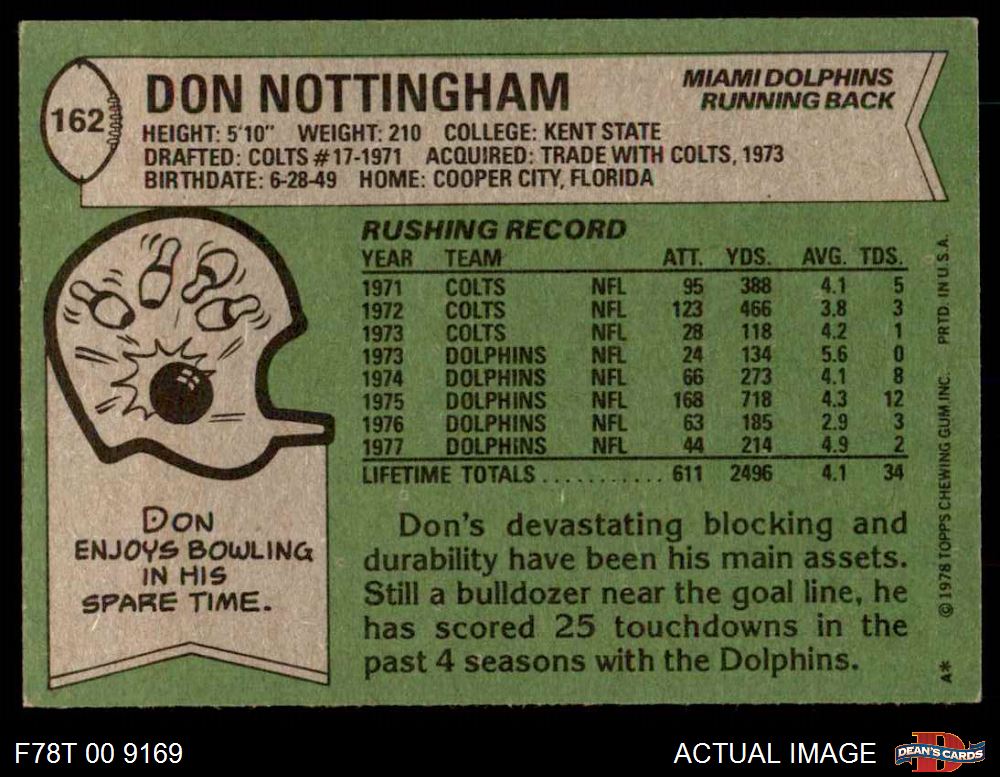 162
DON NOTTINGHAM
MIAMI DOLPHINS
RUNNING BACK
HEIGHT: 5'10" WEIGHT: 210 COLLEGE: KENT STATE
DRAFTED: COLTS #17-1971 ACQUIRED: TRADE WITH COLTS, 1973
BIRTHDATE: 6-28-49 HOME: COOPER CITY, FLORIDA
RUSHING RECORD
YEAR TEAM ATT. YDS. AVG. TDS.
1971 COLTS NFL 95 388 4.1 5
1972 COLTS NFL 123 466 3.8 3
1973 COLTS NFL 28 118 4.2 1
1973 DOLPHINS NFL 24 134 5.6 0
1974 DOLPHINS NFL 66 273 4.1 8
1975 DOLPHINS NFL 168 718 4.3 12
1976 DOLPHINS NFL 63 185 2.9 3
1977 DOLPHINS NFL 44 214 4.9 2
LIFETIME TOTALS ........... 611 2496 4.1 34
DON
ENJOYS BOWLING
IN HIS
SPARE TIME.
Don's devastating blocking and
durability have been his main assets.
Still a bulldozer near the goal line, he
has scored 25 touchdowns in the
past 4 seasons with the Dolphins.
A* © 1978 TOPPS CHEWING GUM, INC. PRTD. IN U.S.A.
F78T 00 9169
ACTUAL IMAGE
D
DEAN'S CARDS